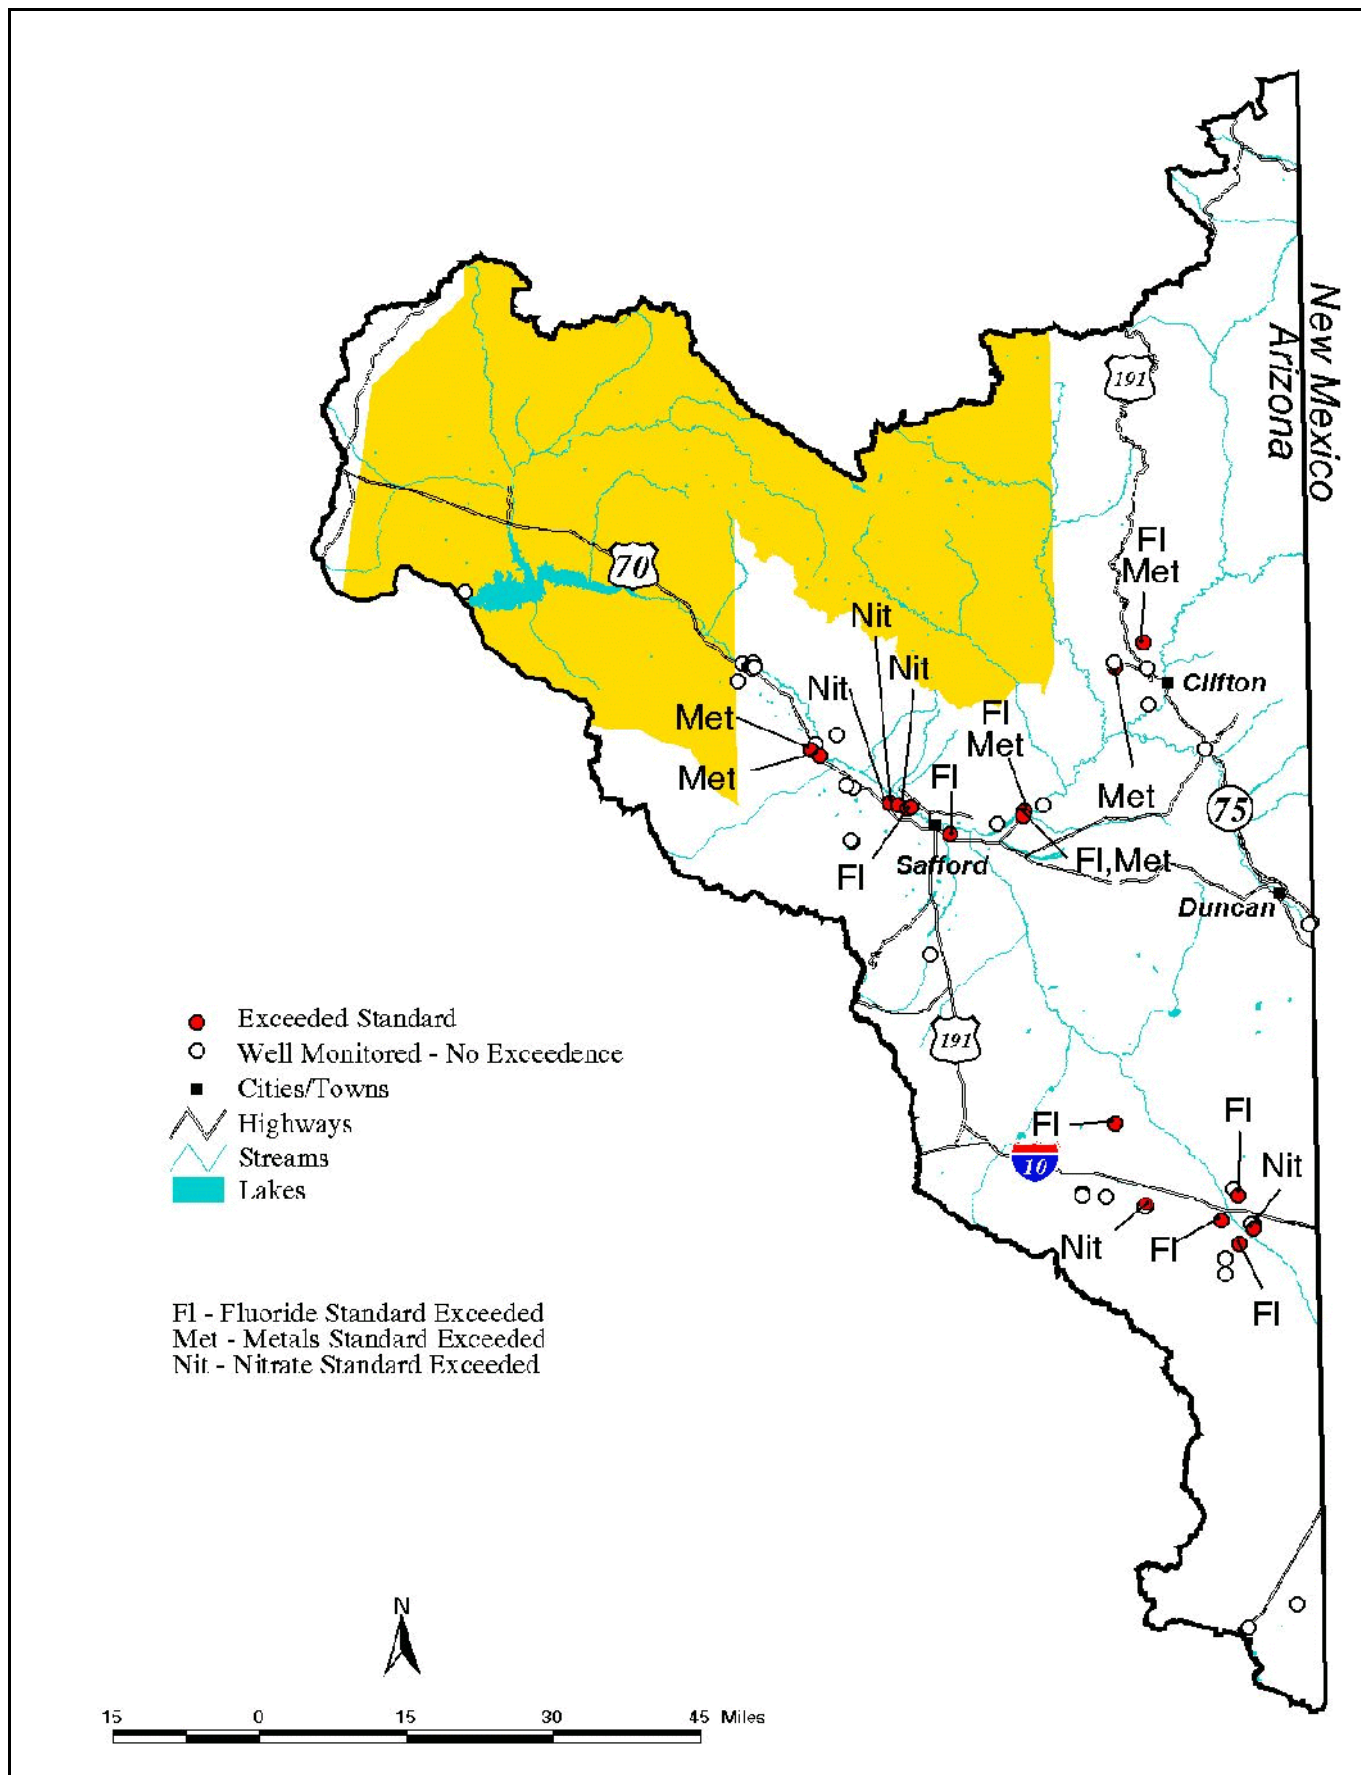 New Mexico
Arizona
191
Fl
Met
70
Nit
Nit
Nit
Clifton
Met
Fl
Met
Met
Fl
Met
75
Fl
Safford
Fl,Met
Duncan
Exceeded Standard
Well Monitored - No Exceedence
Cities/Towns
Highways
Streams
Lakes
191
Fl
Fl
10
Nit
Nit
Fl
Fl
Fl - Fluoride Standard Exceeded
Met - Metals Standard Exceeded
Nit - Nitrate Standard Exceeded
N
15 0 15 30 45 Miles